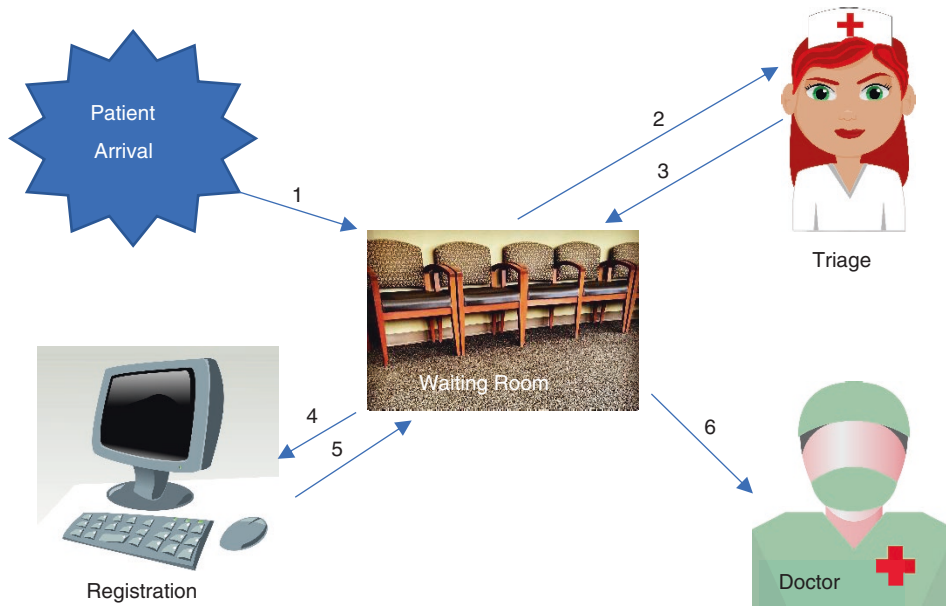 Patient
Arrival
1
2
3
Triage
Waiting Room
4
5
6
Registration
Doctor